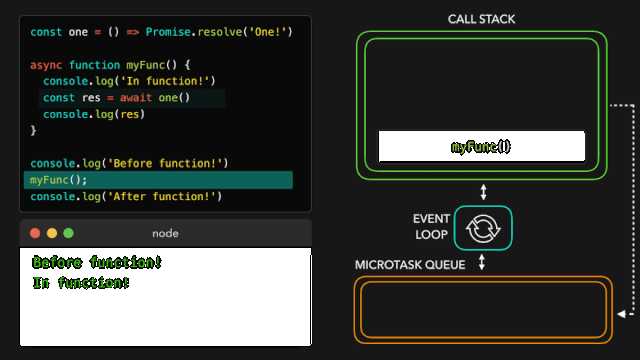 const one = () => Promise.resolve('One!')
async function myFunc() {
console.log('In function!')
const res = await one()
console.log(res)
}
console.log('Before function!')
myFunc();
console.log('After function!')
node
Before function!
In function!
CALL STACK
myFunc()
EVENT
LOOP
MICROTASK QUEUE